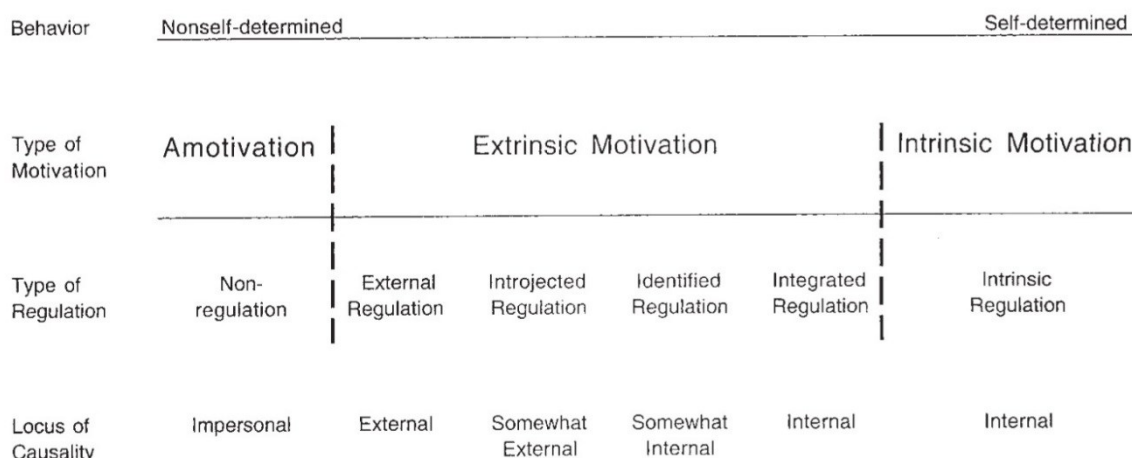 Behavior Nonself-determined Self-determined
Type of Motivation Amotivation Extrinsic Motivation Intrinsic Motivation
Type of Regulation Non-regulation External Regulation Introjected Regulation Identified Regulation Integrated Regulation Intrinsic Regulation
Locus of Causality Impersonal External Somewhat External Somewhat Internal Internal Internal